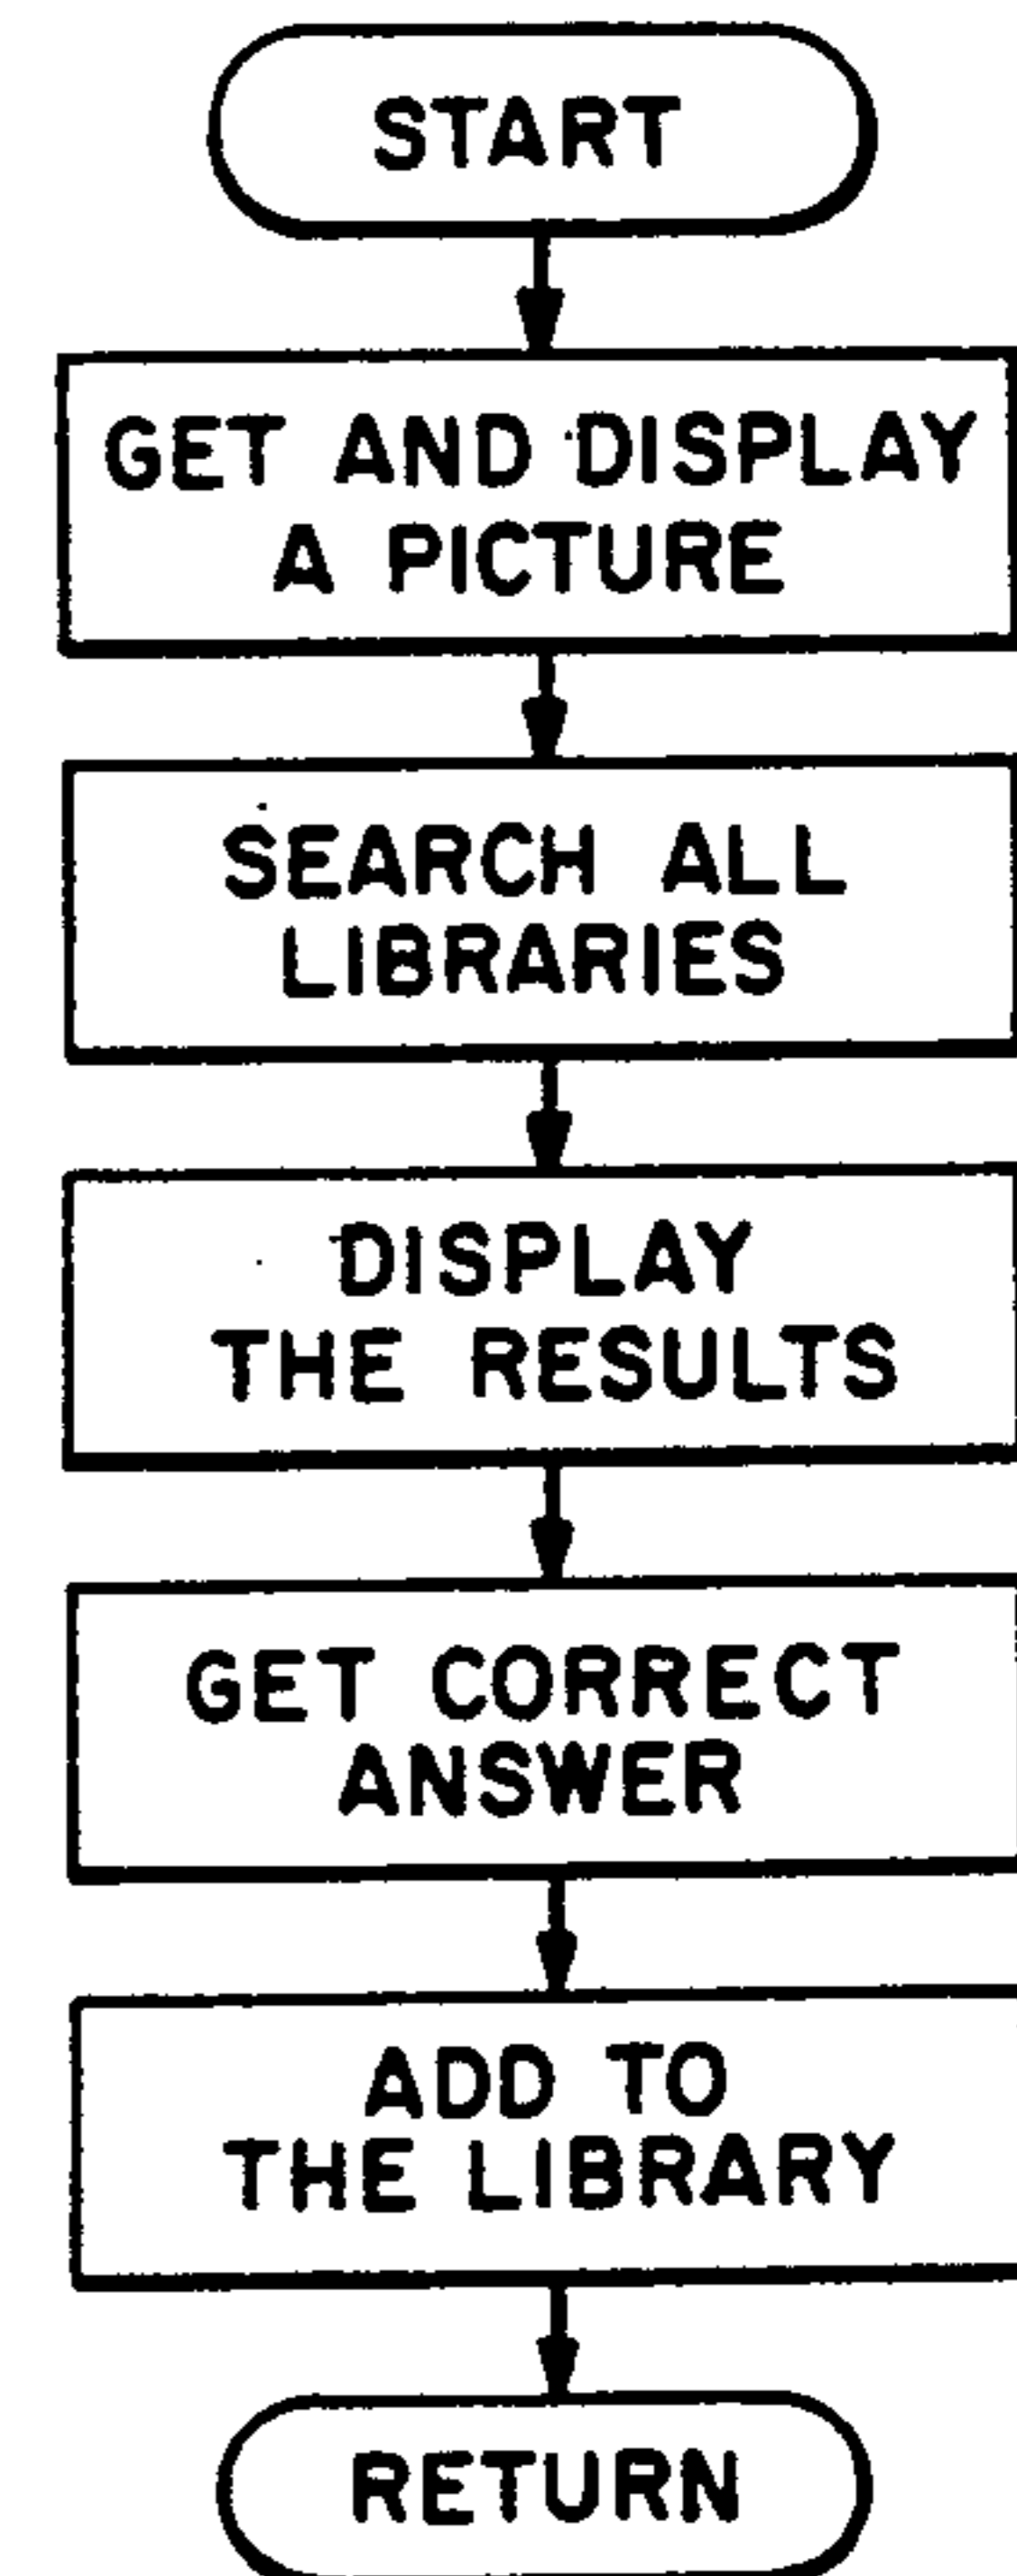 START
GET AND DISPLAY
A PICTURE
SEARCH ALL
LIBRARIES
DISPLAY
THE RESULTS
GET CORRECT
ANSWER
ADD TO
THE LIBRARY
RETURN